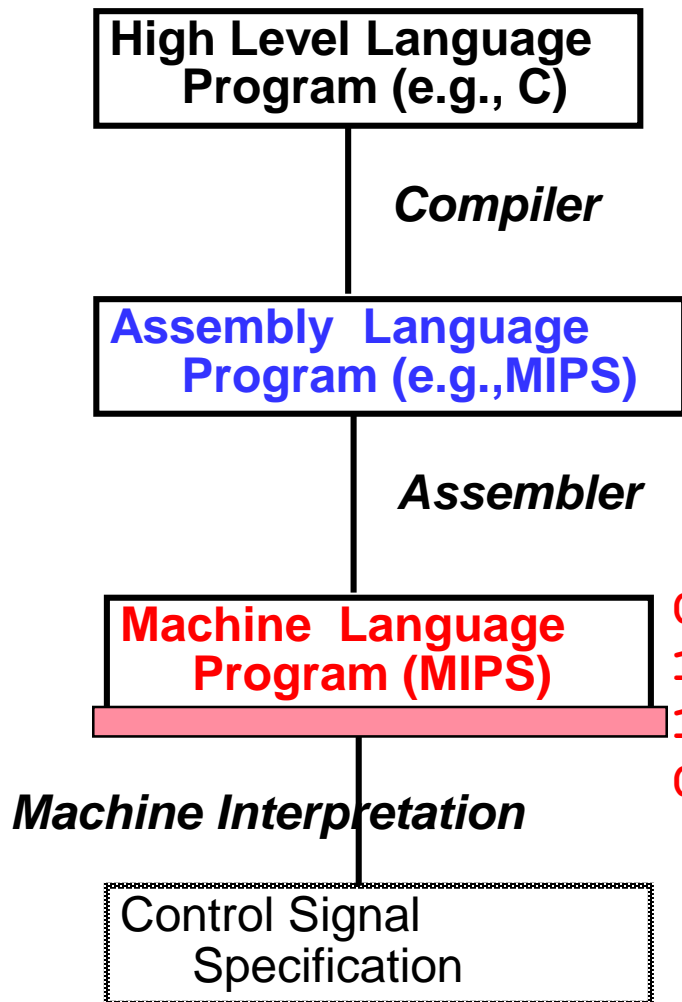 High Level Language
Program (e.g., C)
Compiler
Assembly Language
Program (e.g.,MIPS)
Assembler
Machine Language
Program (MIPS)
Machine Interpretation
Control Signal
Specification